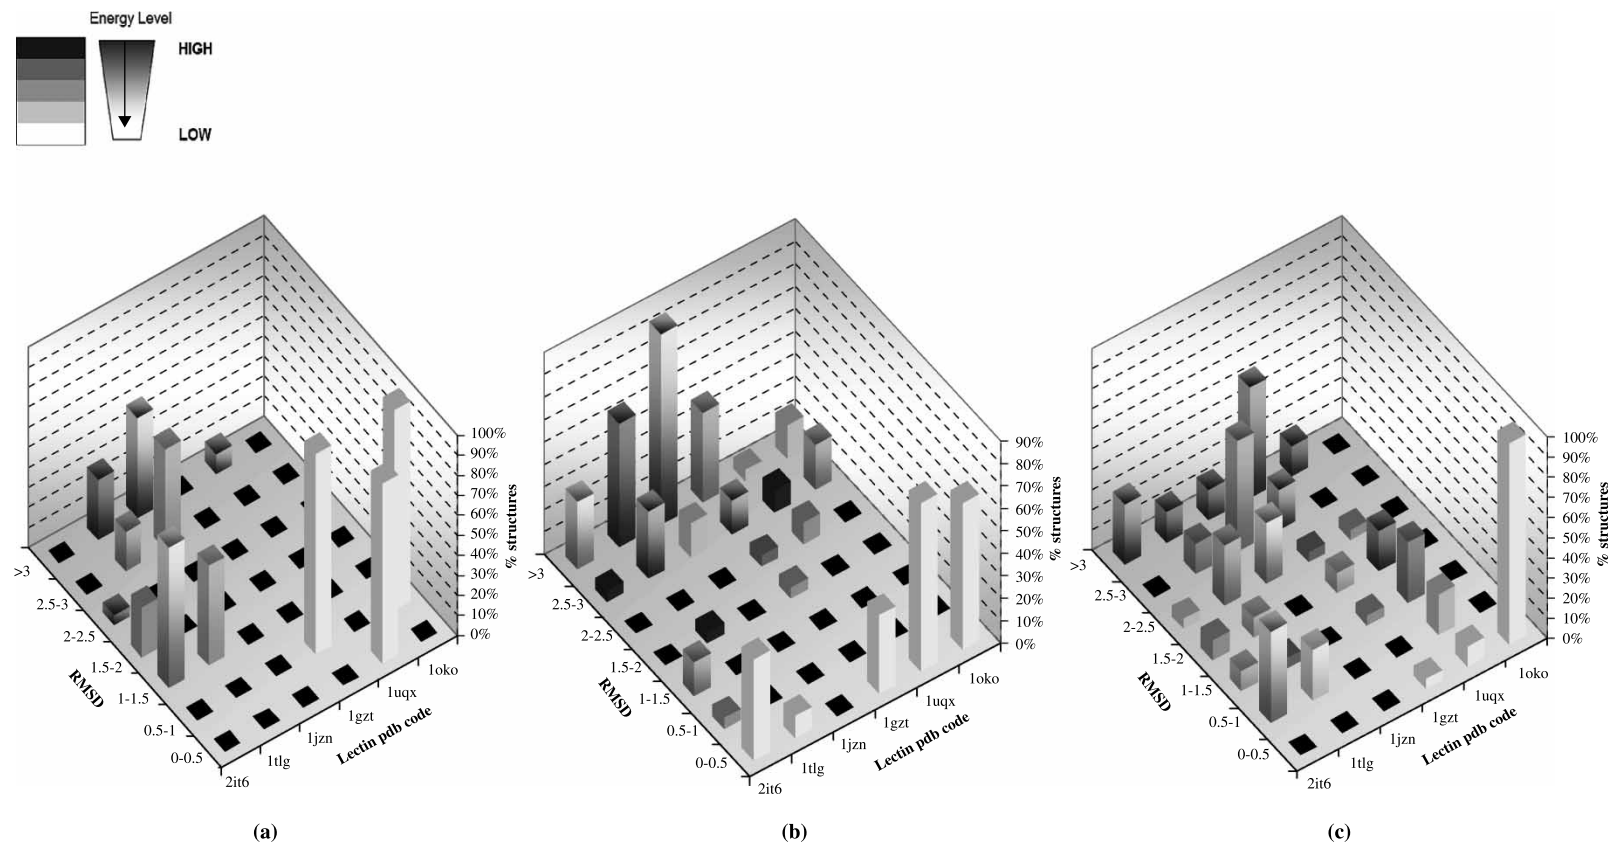 Energy Level
HIGH
LOW
100%
90%
80%
70%
60%
50%
40%
30%
20%
10%
0%
% structures
>3
2.5-3
2-2.5
1.5-2
1-1.5
0.5-1
0-0.5
RMSD
2it6
1tlg
1jzn
1gzt
1uqx
1oko
Lectin pdb code
(a)
90%
80%
70%
60%
50%
40%
30%
20%
10%
0%
% structures
>3
2.5-3
2-2.5
1.5-2
1-1.5
0.5-1
0-0.5
RMSD
2it6
1tlg
1jzn
1gzt
1uqx
1oko
Lectin pdb code
(b)
100%
90%
80%
70%
60%
50%
40%
30%
20%
10%
0%
% structures
>3
2.5-3
2-2.5
1.5-2
1-1.5
0.5-1
0-0.5
RMSD
2it6
1tlg
1jzn
1gzt
1uqx
1oko
Lectin pdb code
(c)